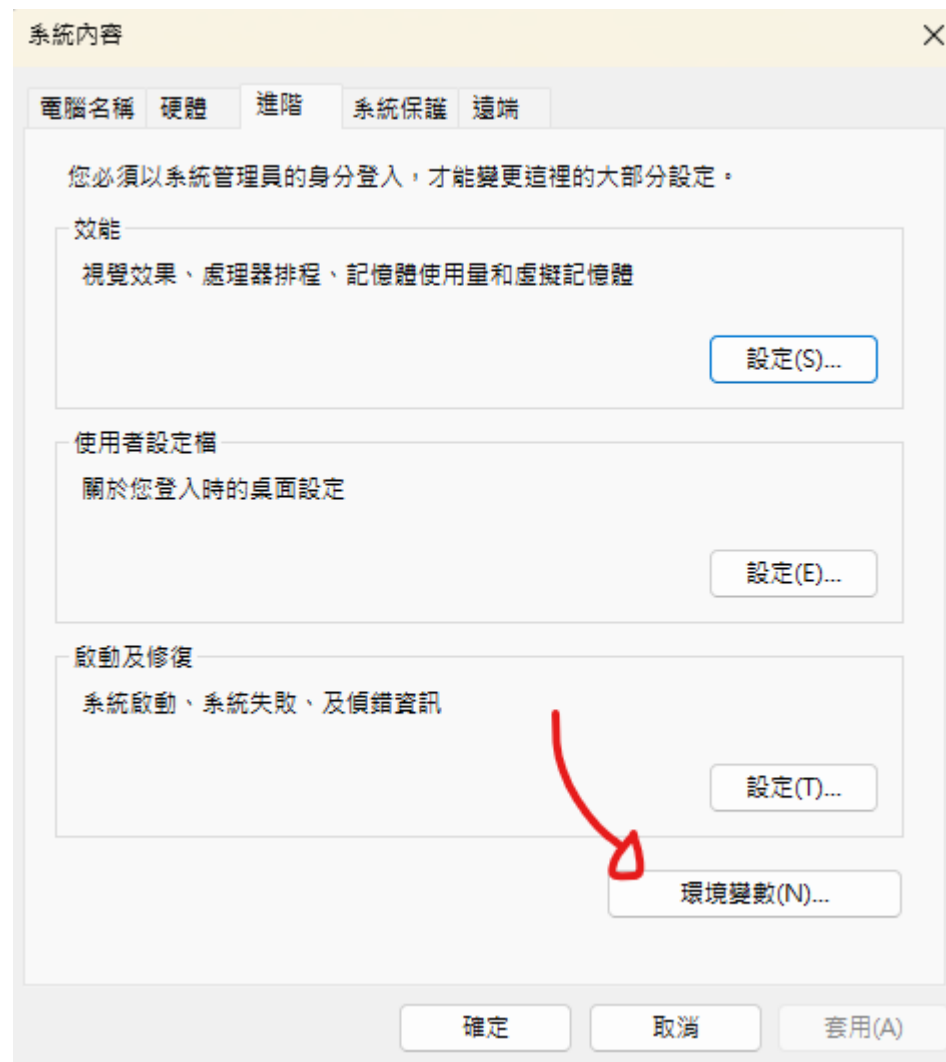 系統內容
電腦名稱 硬體 進階 系統保護 遠端
您必須以系統管理員的身分登入，才能變更這裡的大部分設定。
效能
視覺效果、處理器排程、記憶體使用量和虛擬記憶體
設定(S)...
使用者設定檔
關於您登入時的桌面設定
設定(E)...
啟動及修復
系統啟動、系統失敗、及偵錯資訊
設定(T)...
環境變數(N)...
確定 取消 套用(A)